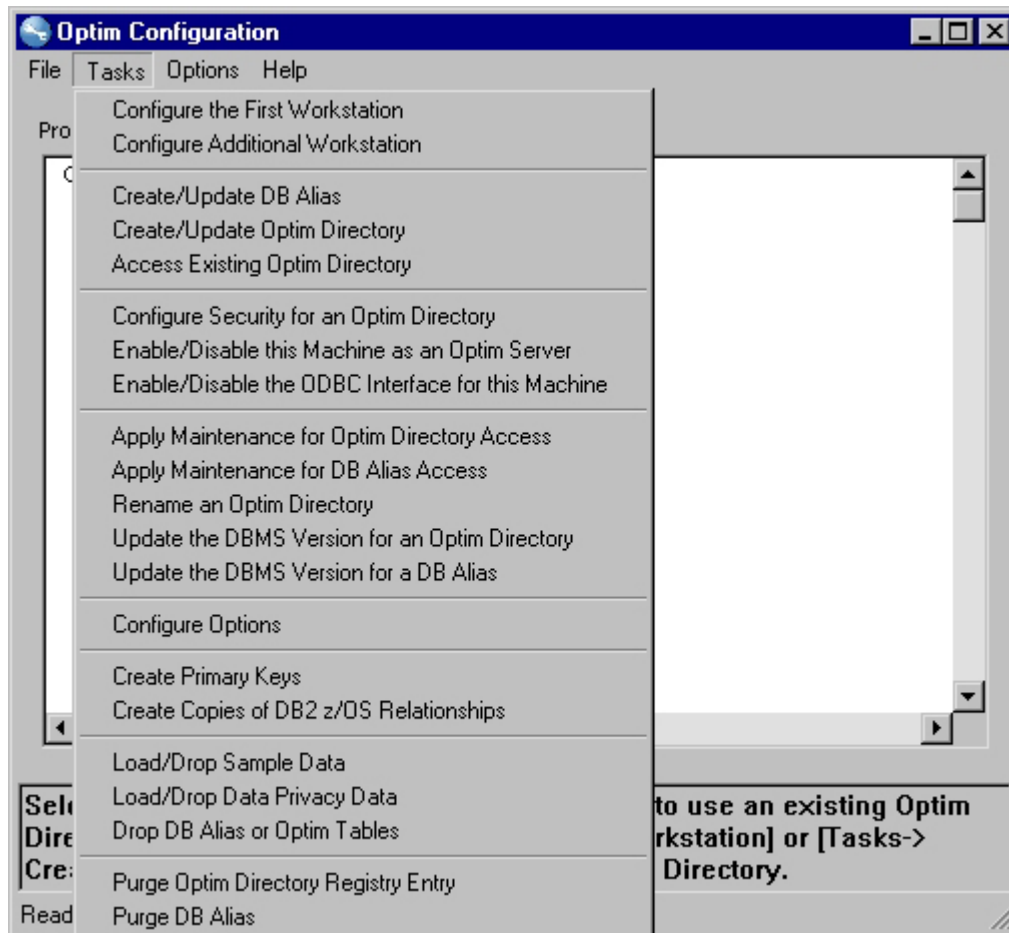 Optim Configuration
File Tasks Options Help
Configure the First Workstation
Configure Additional Workstation
Create/Update DB Alias
Create/Update Optim Directory
Access Existing Optim Directory
Configure Security for an Optim Directory
Enable/Disable this Machine as an Optim Server
Enable/Disable the ODBC Interface for this Machine
Apply Maintenance for Optim Directory Access
Apply Maintenance for DB Alias Access
Rename an Optim Directory
Update the DBMS Version for an Optim Directory
Update the DBMS Version for a DB Alias
Configure Options
Create Primary Keys
Create Copies of DB2 z/OS Relationships
Load/Drop Sample Data
Load/Drop Data Privacy Data
Drop DB Alias or Optim Tables
Purge Optim Directory Registry Entry
Purge DB Alias
Pro
to use an existing Optim
Dire rkstation] or [Tasks->
Cre Directory.
Read